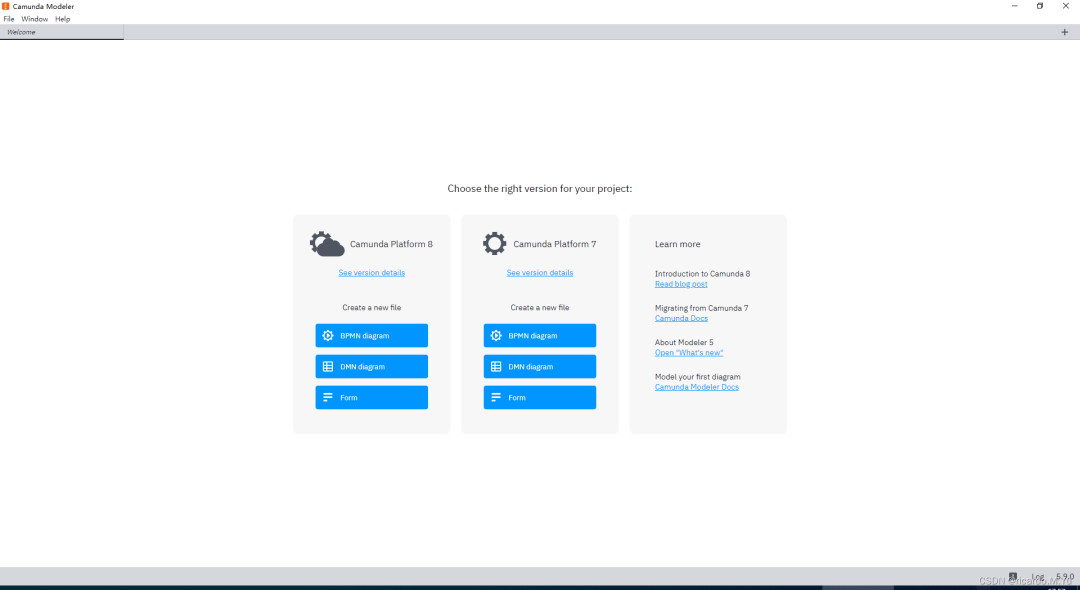 Camunda Modeler
File Window Help
Welcome
Choose the right version for your project:
Camunda Platform 8
See version details
Create a new file
BPMN diagram
DMN diagram
Form
Camunda Platform 7
See version details
Create a new file
BPMN diagram
DMN diagram
Form
Learn more
Introduction to Camunda 8
Read blog post
Migrating from Camunda 7
Camunda Docs
About Modeler 5
Open "What's new"
Model your first diagram
Camunda Modeler Docs
Log 5.9.0
CSDN